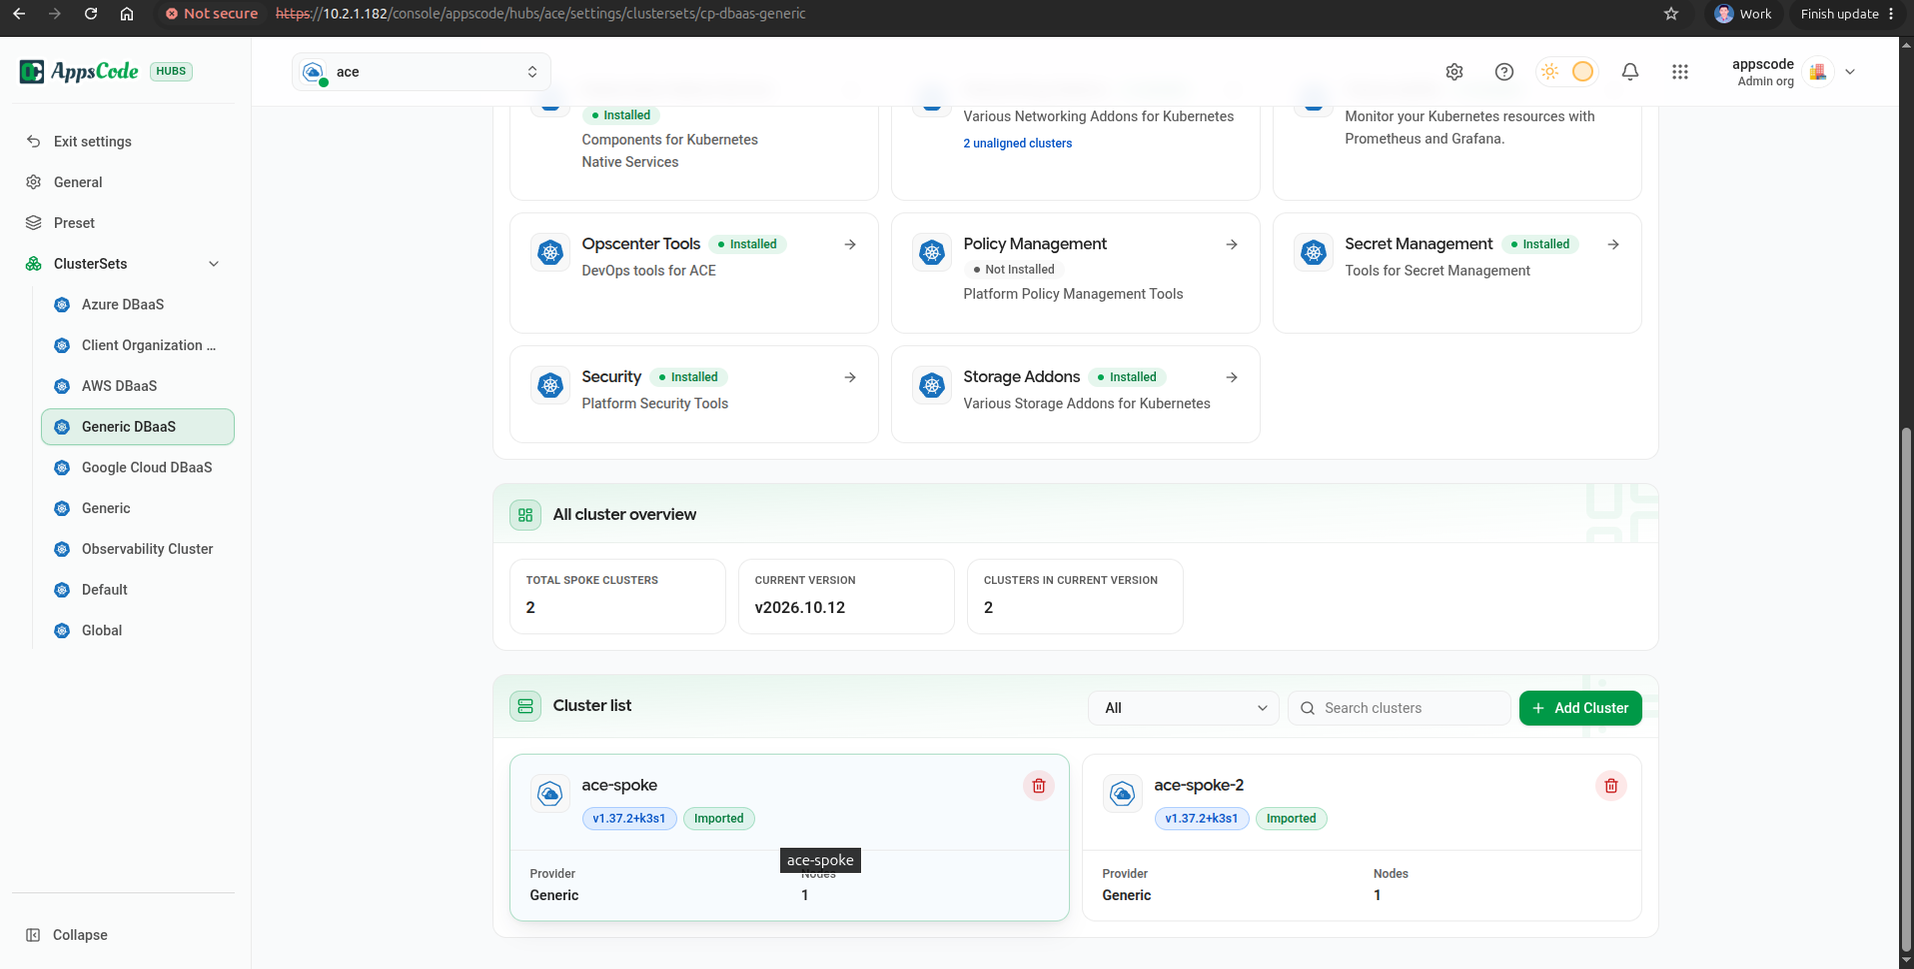 Not secure
https://10.2.1.182/console/appscode/hubs/ace/settings/clustersets/cp-dbaas-generic
Work
Finish update
AppsCode
HUBS
ace
appscode
Admin org
Exit settings
General
Preset
ClusterSets
Azure DBaaS
Client Organization ...
AWS DBaaS
Generic DBaaS
Google Cloud DBaaS
Generic
Observability Cluster
Default
Global
Collapse
Installed
Components for Kubernetes
Native Services
Various Networking Addons for Kubernetes
2 unaligned clusters
Monitor your Kubernetes resources with
Prometheus and Grafana.
Opscenter Tools
Installed
DevOps tools for ACE
Policy Management
Not Installed
Platform Policy Management Tools
Secret Management
Installed
Tools for Secret Management
Security
Installed
Platform Security Tools
Storage Addons
Installed
Various Storage Addons for Kubernetes
All cluster overview
TOTAL SPOKE CLUSTERS
2
CURRENT VERSION
v2026.10.12
CLUSTERS IN CURRENT VERSION
2
Cluster list
All
Search clusters
Add Cluster
ace-spoke
v1.37.2+k3s1
Imported
ace-spoke
Provider
Nodes
Generic
1
ace-spoke-2
v1.37.2+k3s1
Imported
Provider
Nodes
Generic
1